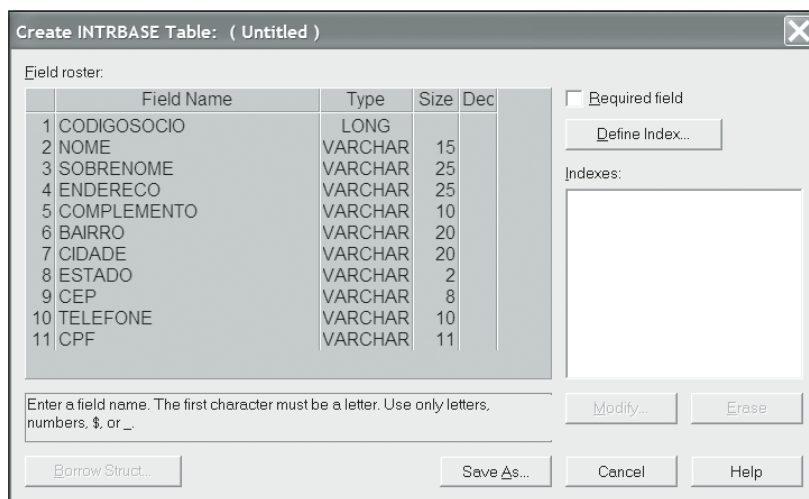 Create INTRBASE Table: ( Untitled )
Field roster:
Field Name Type Size Dec
1 CODIGOSOCIO LONG
2 NOME VARCHAR 15
3 SOBRENOME VARCHAR 25
4 ENDERECO VARCHAR 25
5 COMPLEMENTO VARCHAR 10
6 BAIRRO VARCHAR 20
7 CIDADE VARCHAR 20
8 ESTADO VARCHAR 2
9 CEP VARCHAR 8
10 TELEFONE VARCHAR 10
11 CPF VARCHAR 11
Required field
Define Index...
Indexes:
Enter a field name. The first character must be a letter. Use only letters,
numbers, $, or _.
Modify... Erase
Borrow Struct... Save As... Cancel Help